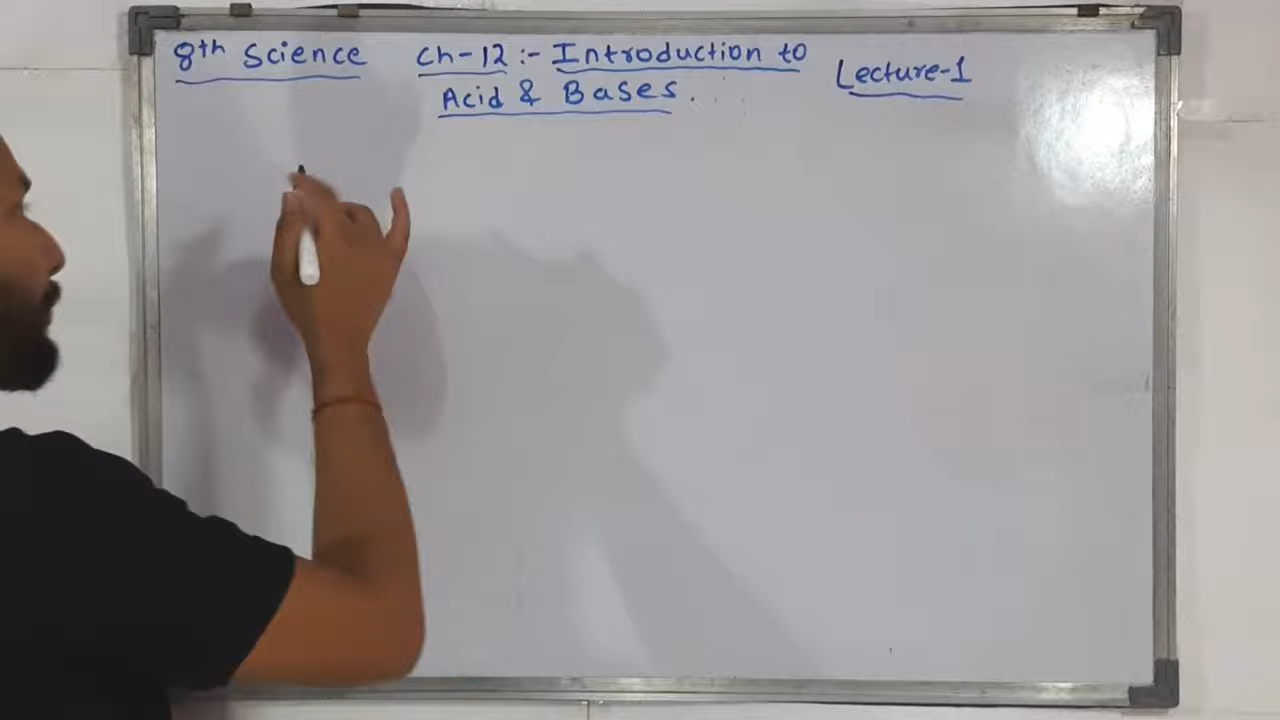 8th Science Ch-12 :- Introduction to
Acid & Bases.
Lecture-1